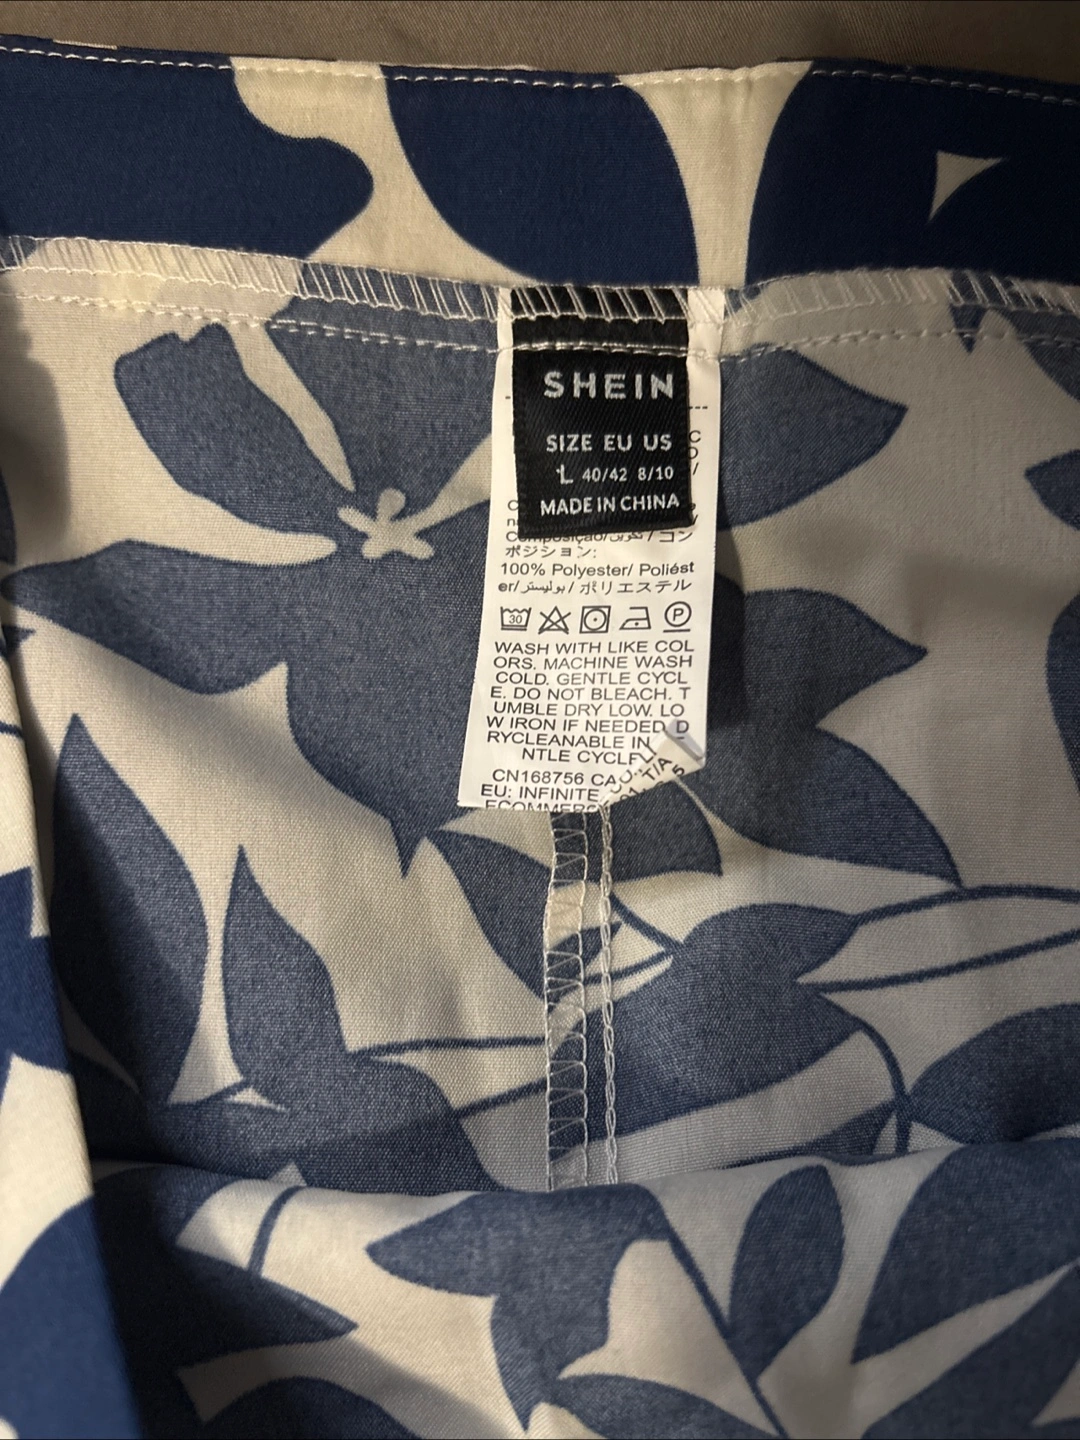 SHEIN
SIZE EU US
L 40/42 8/10
MADE IN CHINA
Composição/تكوين/コン
ポジション:
100% Polyester/ Poliést
er/بوليستر/ポリエステル
30
P
WASH WITH LIKE COL
ORS. MACHINE WASH
COLD. GENTLE CYCL
E. DO NOT BLEACH. T
UMBLE DRY LOW. LO
W IRON IF NEEDED. D
RYCLEANABLE IN
NTLE CYCLE
CN168756 CA
EU: INFINITE
ECOMMERC